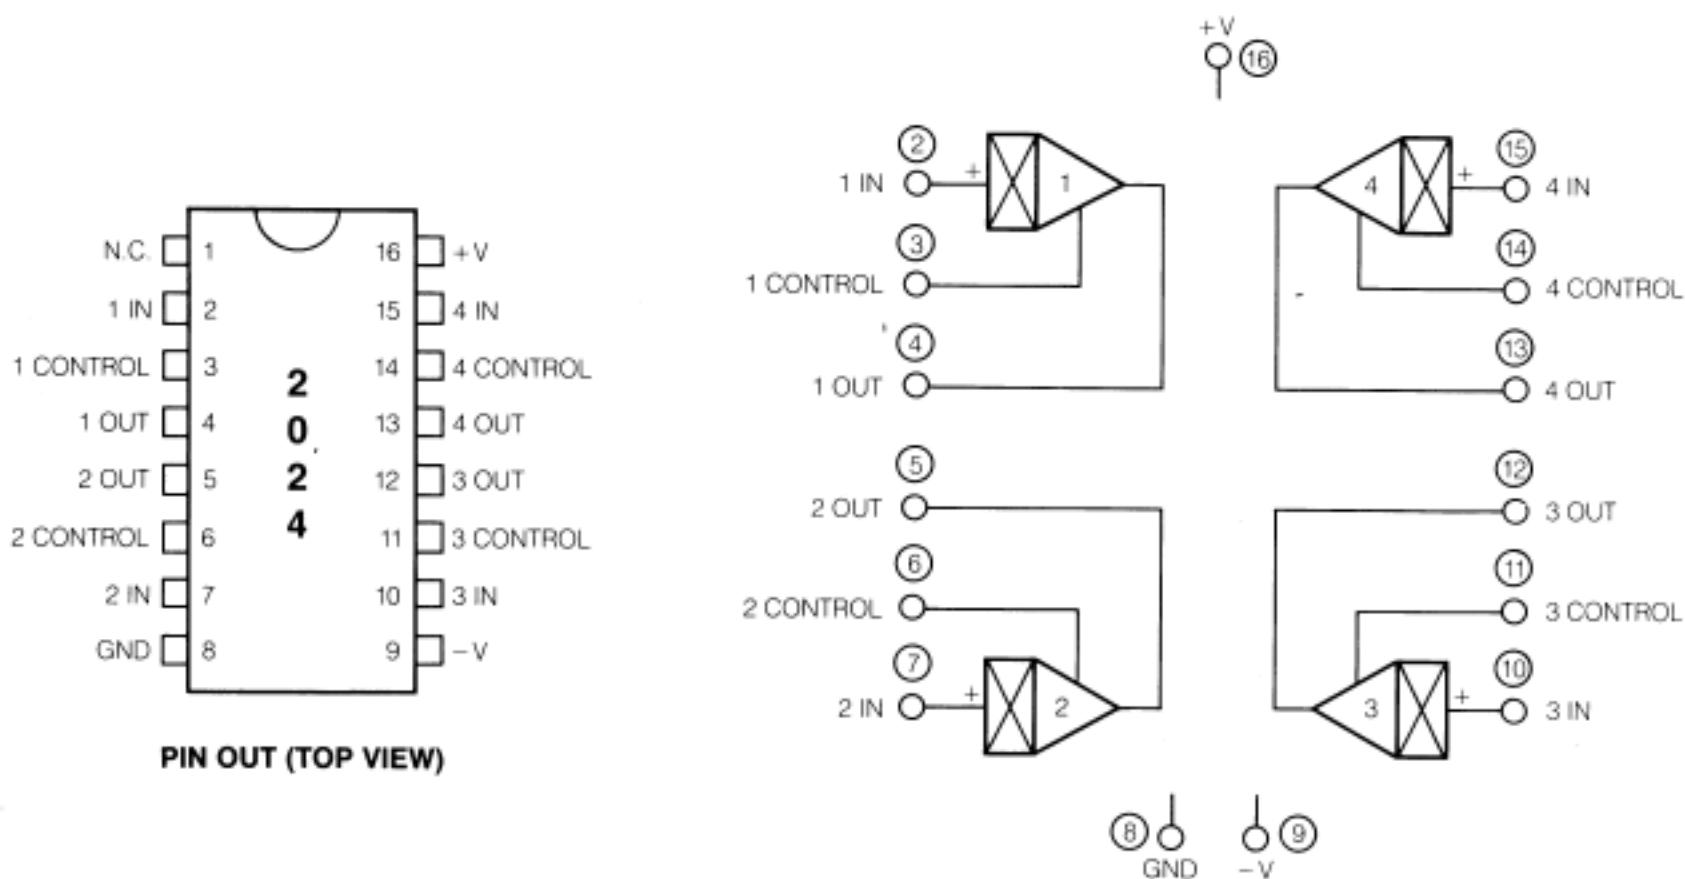 N.C. 1 16 +V
1 IN 2 15 4 IN
1 CONTROL 3 14 4 CONTROL
1 OUT 4 13 4 OUT
2 OUT 5 12 3 OUT
2 CONTROL 6 11 3 CONTROL
2 IN 7 10 3 IN
GND 8 9 −V
2
0
2
4
PIN OUT (TOP VIEW)
+V
16
2
1 IN + 1
3
1 CONTROL
4
1 OUT
5
2 OUT
6
2 CONTROL
7
2 IN + 2
15
4 + 4 IN
14
4 CONTROL
13
4 OUT
12
3 OUT
11
3 CONTROL
10
3 + 3 IN
8
GND
9
−V